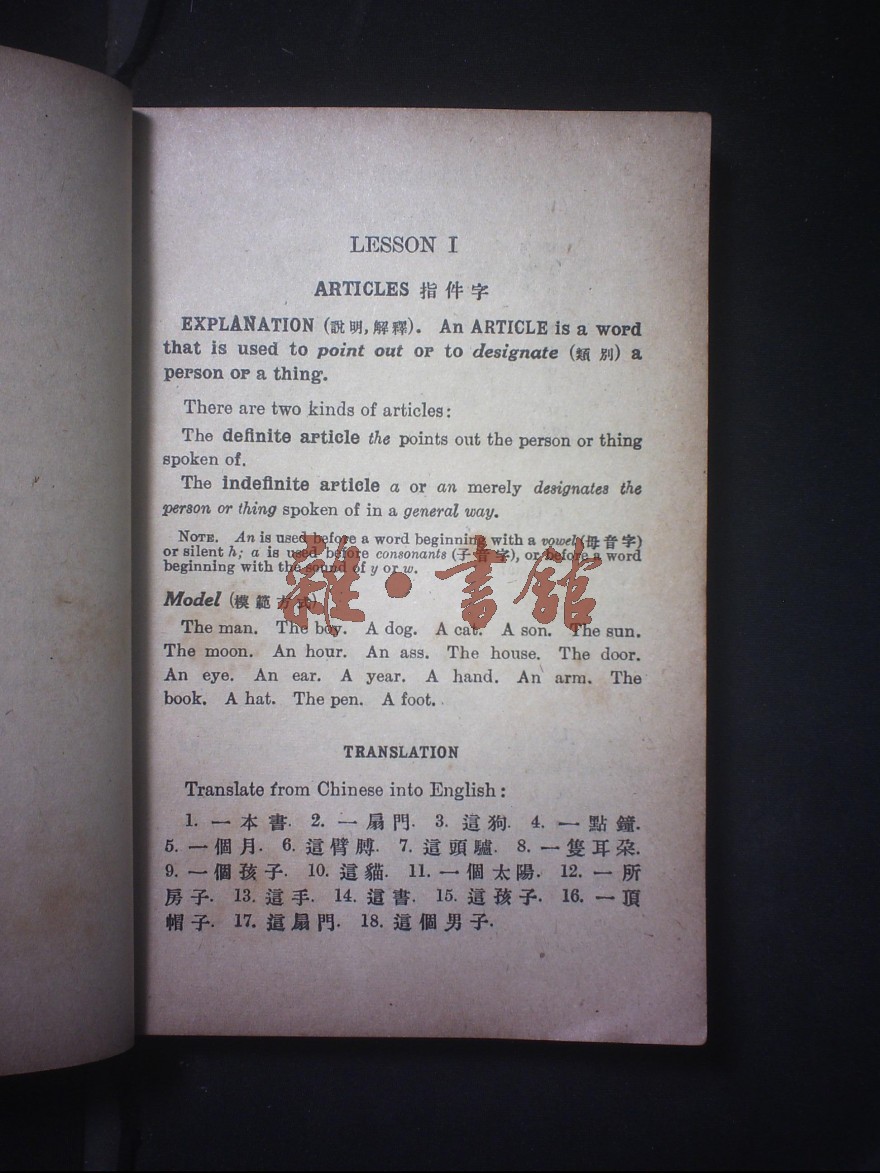 LESSON I
ARTICLES 指件字
EXPLANATION (說明,解釋). An ARTICLE is a word
that is used to point out or to designate (類別) a
person or a thing.
There are two kinds of articles:
The definite article the points out the person or thing
spoken of.
The indefinite article a or an merely designates the
person or thing spoken of in a general way.
NOTE. An is used before a word beginning with a vowel (母音字)
or silent h; a is used before consonants (子音字), or before a word
beginning with the sound of y or w.
雜·書館
Model (模範方式)
The man. The boy. A dog. A cat. A son. The sun.
The moon. An hour. An ass. The house. The door.
An eye. An ear. A year. A hand. An arm. The
book. A hat. The pen. A foot.
TRANSLATION
Translate from Chinese into English:
1. 一本書. 2. 一扇門. 3. 這狗. 4. 一點鐘.
5. 一個月. 6. 這臂膊. 7. 這頭驢. 8. 一隻耳朶.
9. 一個孩子. 10. 這貓. 11. 一個太陽. 12. 一所
房子. 13. 這手. 14. 這書. 15. 這孩子. 16. 一頂
帽子. 17. 這扇門. 18. 這個男子.